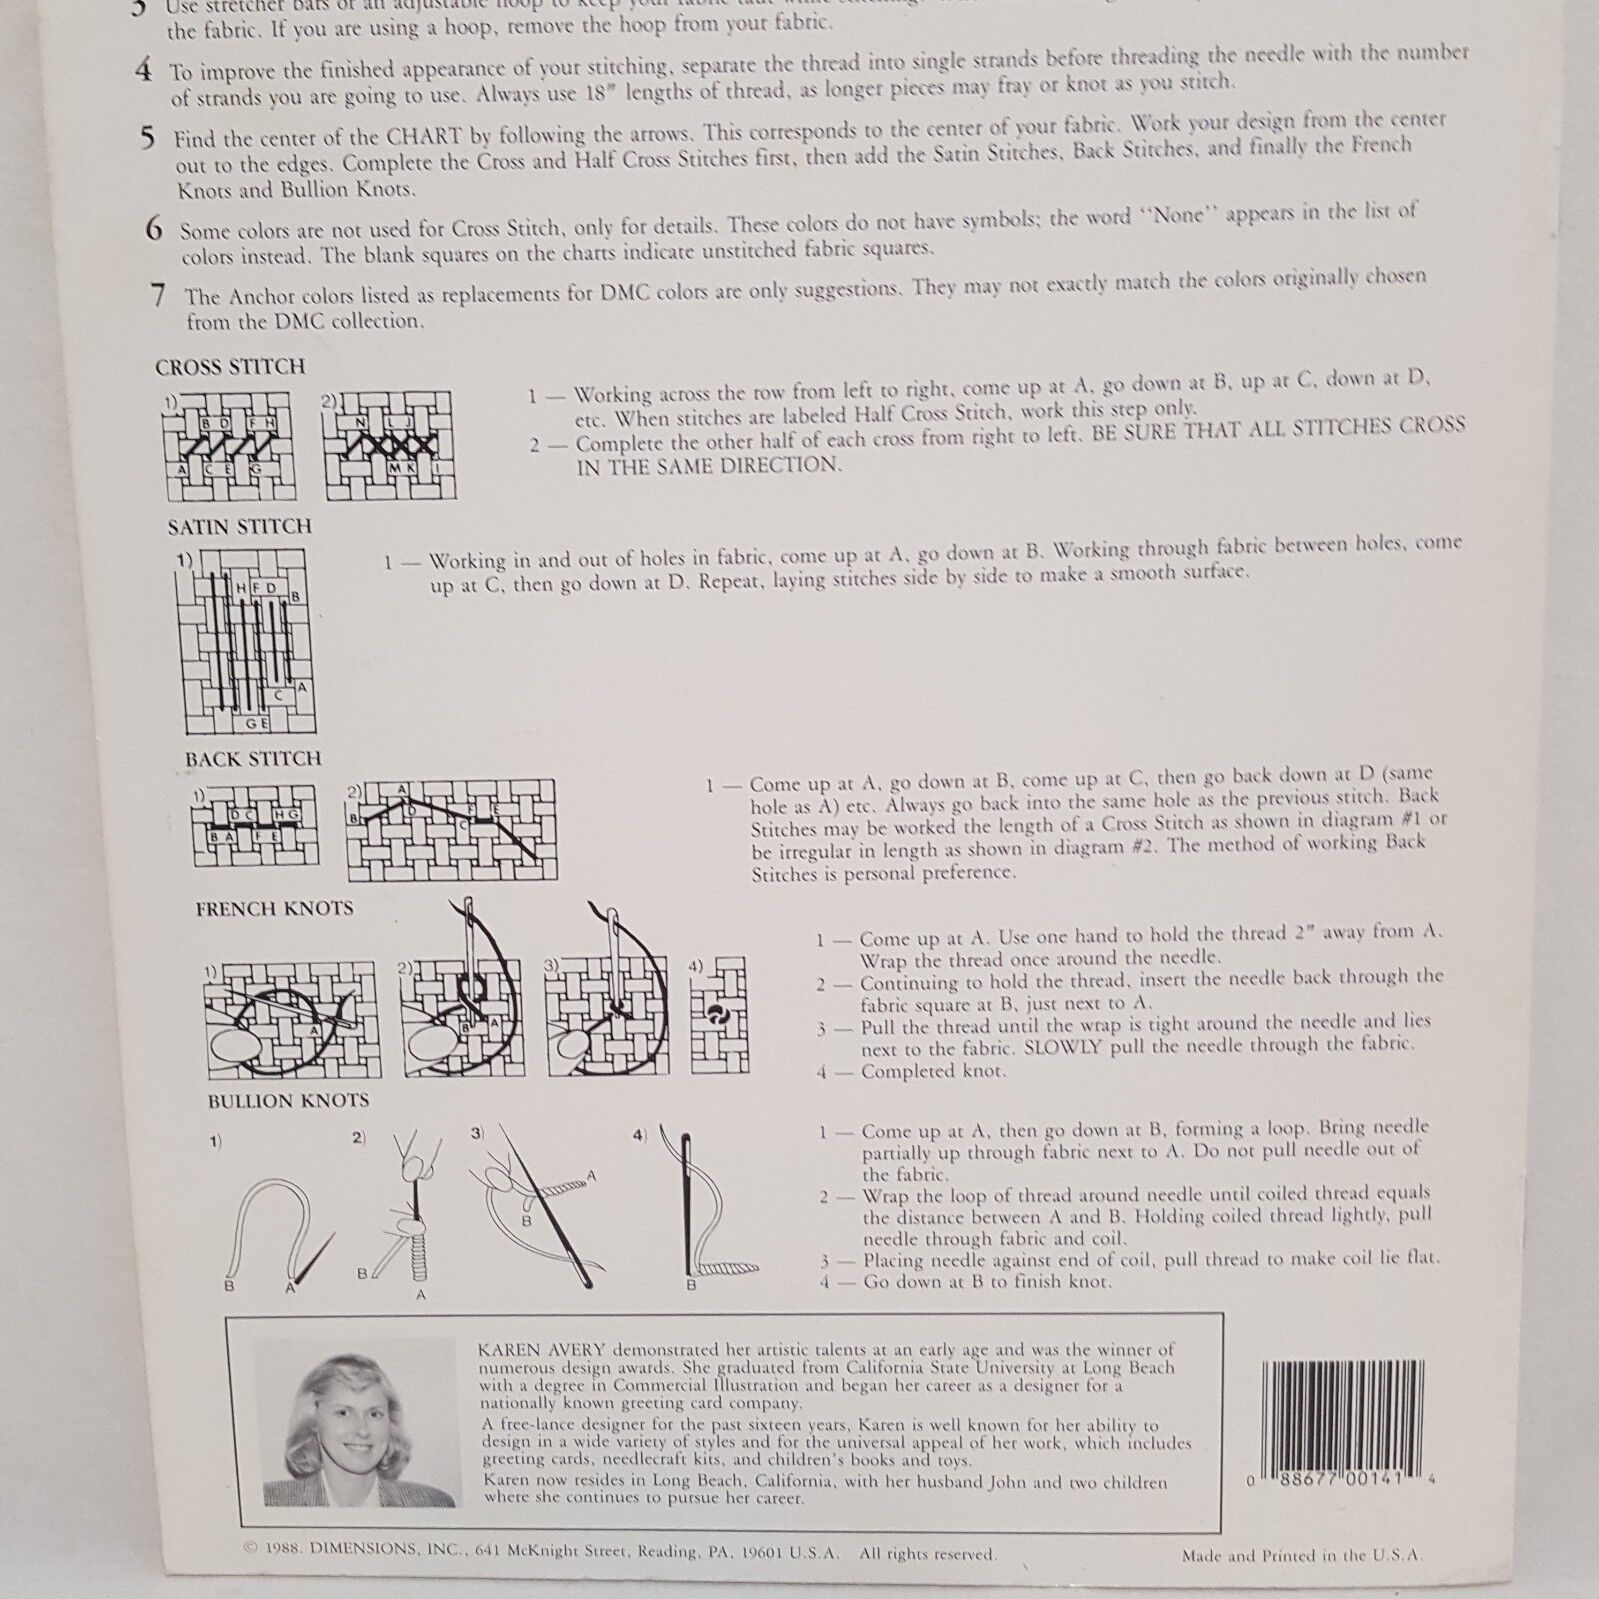 3 Use stretcher bars or an adjustable hoop to keep your fabric taut while stitching.
the fabric. If you are using a hoop, remove the hoop from your fabric.
4 To improve the finished appearance of your stitching, separate the thread into single strands before threading the needle with the number
of strands you are going to use. Always use 18" lengths of thread, as longer pieces may fray or knot as you stitch.
5 Find the center of the CHART by following the arrows. This corresponds to the center of your fabric. Work your design from the center
out to the edges. Complete the Cross and Half Cross Stitches first, then add the Satin Stitches, Back Stitches, and finally the French
Knots and Bullion Knots.
6 Some colors are not used for Cross Stitch, only for details. These colors do not have symbols; the word "None" appears in the list of
colors instead. The blank squares on the charts indicate unstitched fabric squares.
7 The Anchor colors listed as replacements for DMC colors are only suggestions. They may not exactly match the colors originally chosen
from the DMC collection.
CROSS STITCH
1)
B D F H
A C E G
2)
N L J
M K I
1 — Working across the row from left to right, come up at A, go down at B, up at C, down at D,
etc. When stitches are labeled Half Cross Stitch, work this step only.
2 — Complete the other half of each cross from right to left. BE SURE THAT ALL STITCHES CROSS
IN THE SAME DIRECTION.
SATIN STITCH
1)
H F D B
C A
G E
1 — Working in and out of holes in fabric, come up at A, go down at B. Working through fabric between holes, come
up at C, then go down at D. Repeat, laying stitches side by side to make a smooth surface.
BACK STITCH
1)
D C H G
B A F E
2)
A
B D F E
C
1 — Come up at A, go down at B, come up at C, then go back down at D (same
hole as A) etc. Always go back into the same hole as the previous stitch. Back
Stitches may be worked the length of a Cross Stitch as shown in diagram #1 or
be irregular in length as shown in diagram #2. The method of working Back
Stitches is personal preference.
FRENCH KNOTS
1)
A
2)
B A
3)
4)
1 — Come up at A. Use one hand to hold the thread 2" away from A.
Wrap the thread once around the needle.
2 — Continuing to hold the thread, insert the needle back through the
fabric square at B, just next to A.
3 — Pull the thread until the wrap is tight around the needle and lies
next to the fabric. SLOWLY pull the needle through the fabric.
4 — Completed knot.
BULLION KNOTS
1)
B A
2)
B
A
3)
A
B
4)
B
1 — Come up at A, then go down at B, forming a loop. Bring needle
partially up through fabric next to A. Do not pull needle out of
the fabric.
2 — Wrap the loop of thread around needle until coiled thread equals
the distance between A and B. Holding coiled thread lightly, pull
needle through fabric and coil.
3 — Placing needle against end of coil, pull thread to make coil lie flat.
4 — Go down at B to finish knot.
KAREN AVERY demonstrated her artistic talents at an early age and was the winner of
numerous design awards. She graduated from California State University at Long Beach
with a degree in Commercial Illustration and began her career as a designer for a
nationally known greeting card company.
A free-lance designer for the past sixteen years, Karen is well known for her ability to
design in a wide variety of styles and for the universal appeal of her work, which includes
greeting cards, needlecraft kits, and children's books and toys.
Karen now resides in Long Beach, California, with her husband John and two children
where she continues to pursue her career.
0 88677 00141 4
© 1988. DIMENSIONS, INC., 641 McKnight Street, Reading, PA, 19601 U.S.A. All rights reserved.
Made and Printed in the U.S.A.